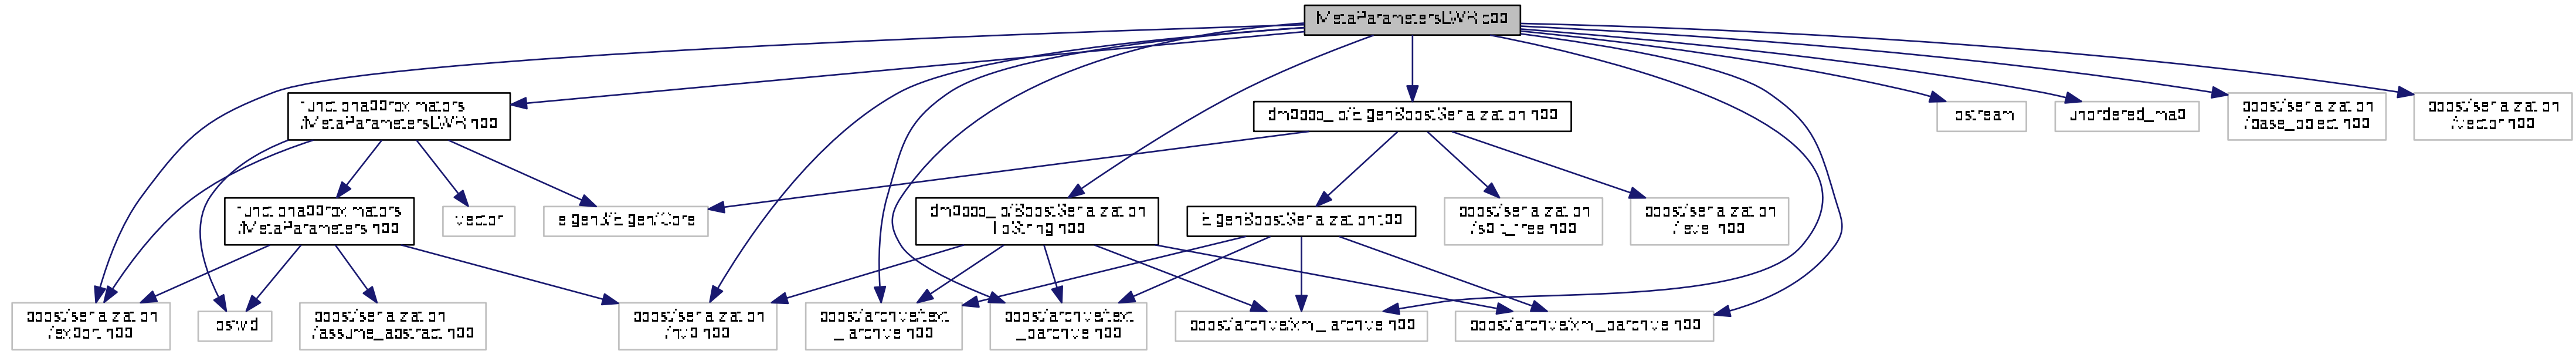 MetaParametersLWR.cpp
functionapproximators
/MetaParametersLWR.hpp
dmpbbo_io/EigenBoostSerialization.hpp
iostream
unordered_map
boost/serialization
/base_object.hpp
boost/serialization
/vector.hpp
functionapproximators
/MetaParameters.hpp
vector
eigen3/Eigen/Core
dmpbbo_io/BoostSerialization
ToString.hpp
EigenBoostSerialization.tpp
boost/serialization
/split_free.hpp
boost/serialization
/level.hpp
boost/serialization
/export.hpp
iosfwd
boost/serialization
/assume_abstract.hpp
boost/serialization
/nvp.hpp
boost/archive/text
_iarchive.hpp
boost/archive/text
_oarchive.hpp
boost/archive/xml_iarchive.hpp
boost/archive/xml_oarchive.hpp